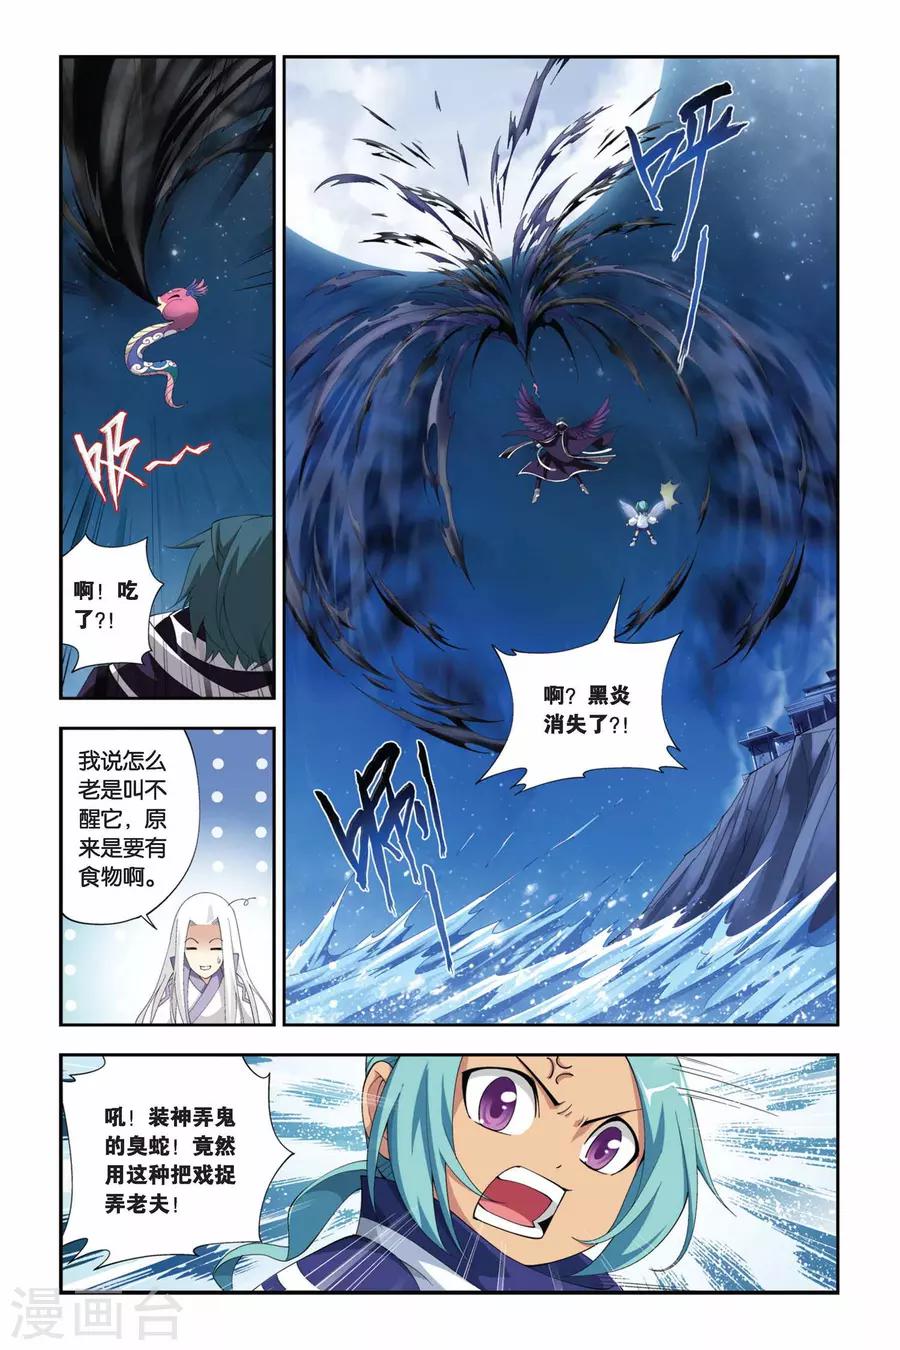 呼
吸
啊！吃
了？！
啊？黑炎
消失了？！
唰
我说怎么
老是叫不
醒它，原
来是要有
食物啊。
吼！装神弄鬼
的臭蛇！竟然
用这种把戏捉
弄老夫！
漫画台